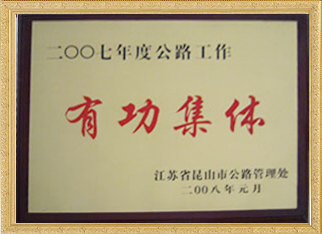 二〇〇七年度公路工作
有功集体
江苏省昆山市公路管理处
二〇〇八年元月